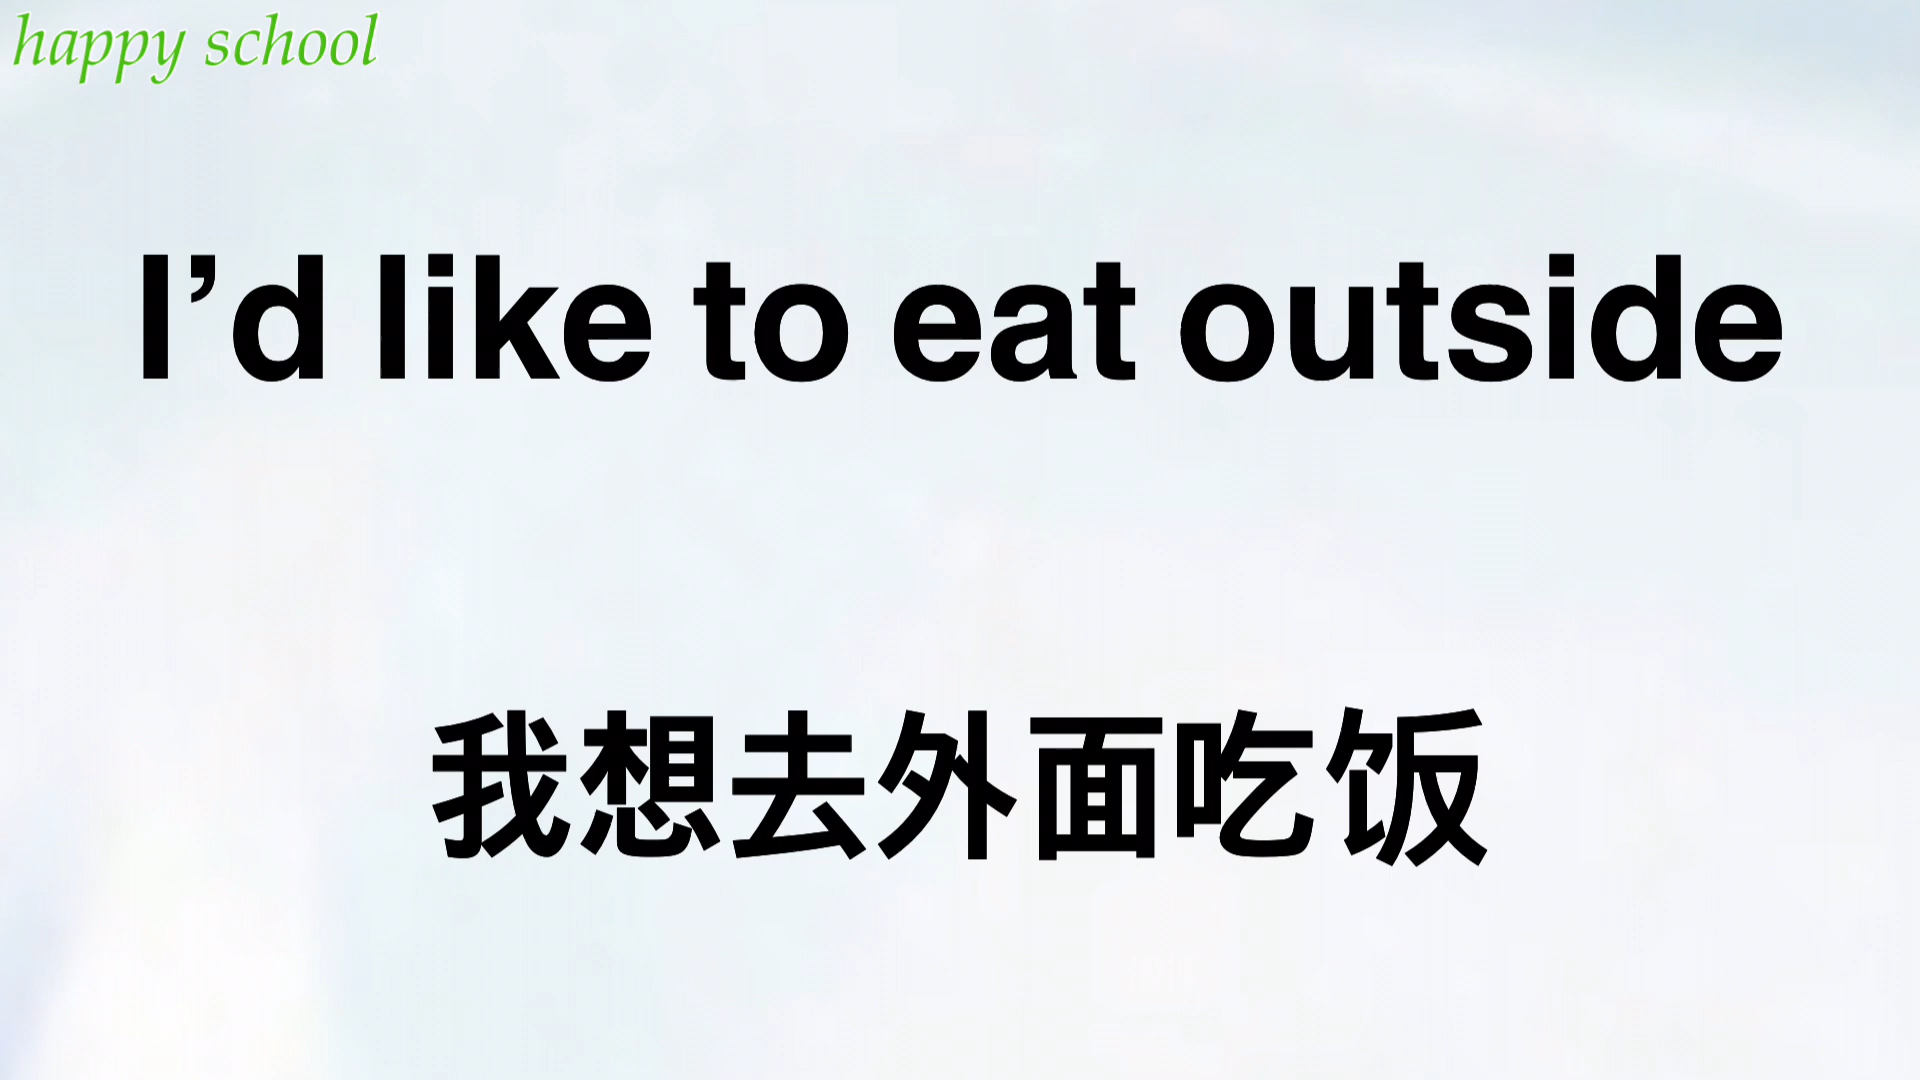 happy school
I’d like to eat outside
我想去外面吃饭